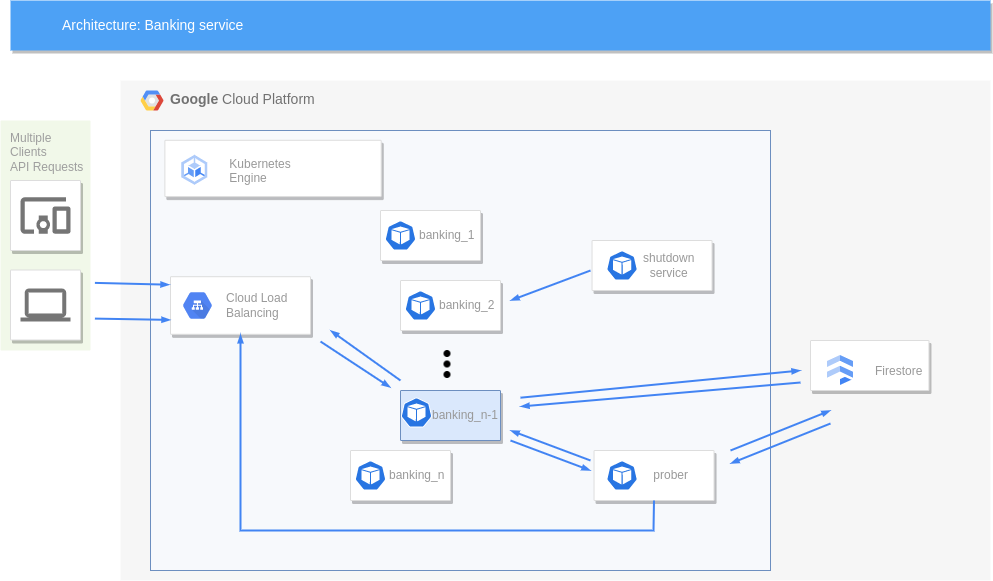 Architecture: Banking service
Google Cloud Platform
Multiple
Clients
API Requests
Kubernetes
Engine
banking_1
shutdown
service
Cloud Load
Balancing
banking_2
Firestore
banking_n-1
banking_n
prober